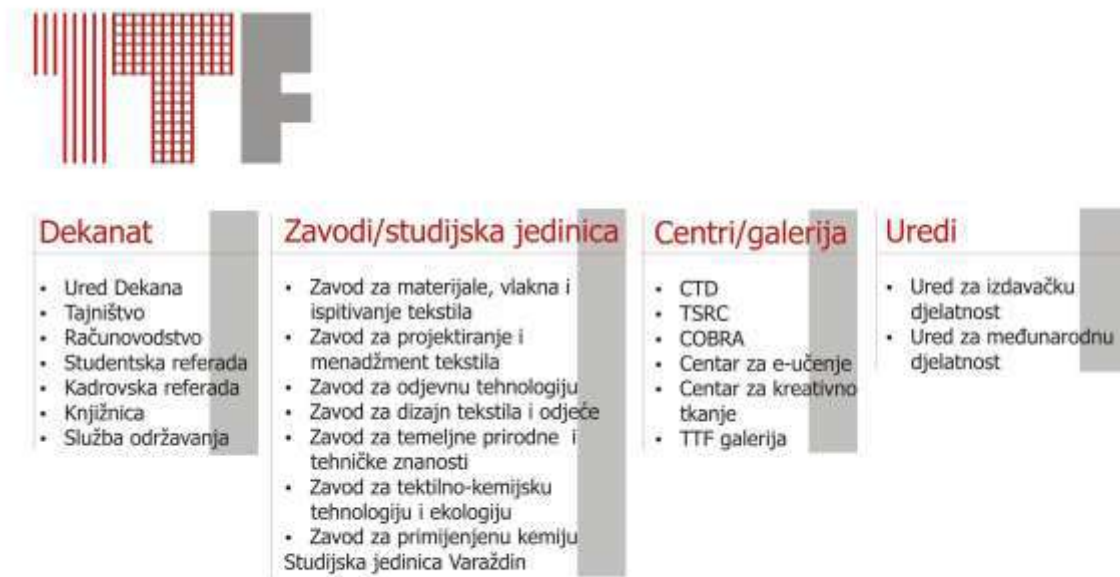 TTF
Dekanat
• Ured Dekana
• Tajništvo
• Računovodstvo
• Studentska referada
• Kadrovska referada
• Knjižnica
• Služba održavanja
Zavodi/studijska jedinica
• Zavod za materijale, vlakna i
ispitivanje tekstila
• Zavod za projektiranje i
menadžment tekstila
• Zavod za odjevnu tehnologiju
• Zavod za dizajn tekstila i odjeće
• Zavod za temeljne prirodne i
tehničke znanosti
• Zavod za tektilno-kemijsku
tehnologiju i ekologiju
• Zavod za primijenjenu kemiju
Studijska jedinica Varaždin
Centri/galerija
• CTD
• TSRC
• COBRA
• Centar za e-učenje
• Centar za kreativno
tkanje
• TTF galerija
Uredi
• Ured za izdavačku
djelatnost
• Ured za međunarodnu
djelatnost